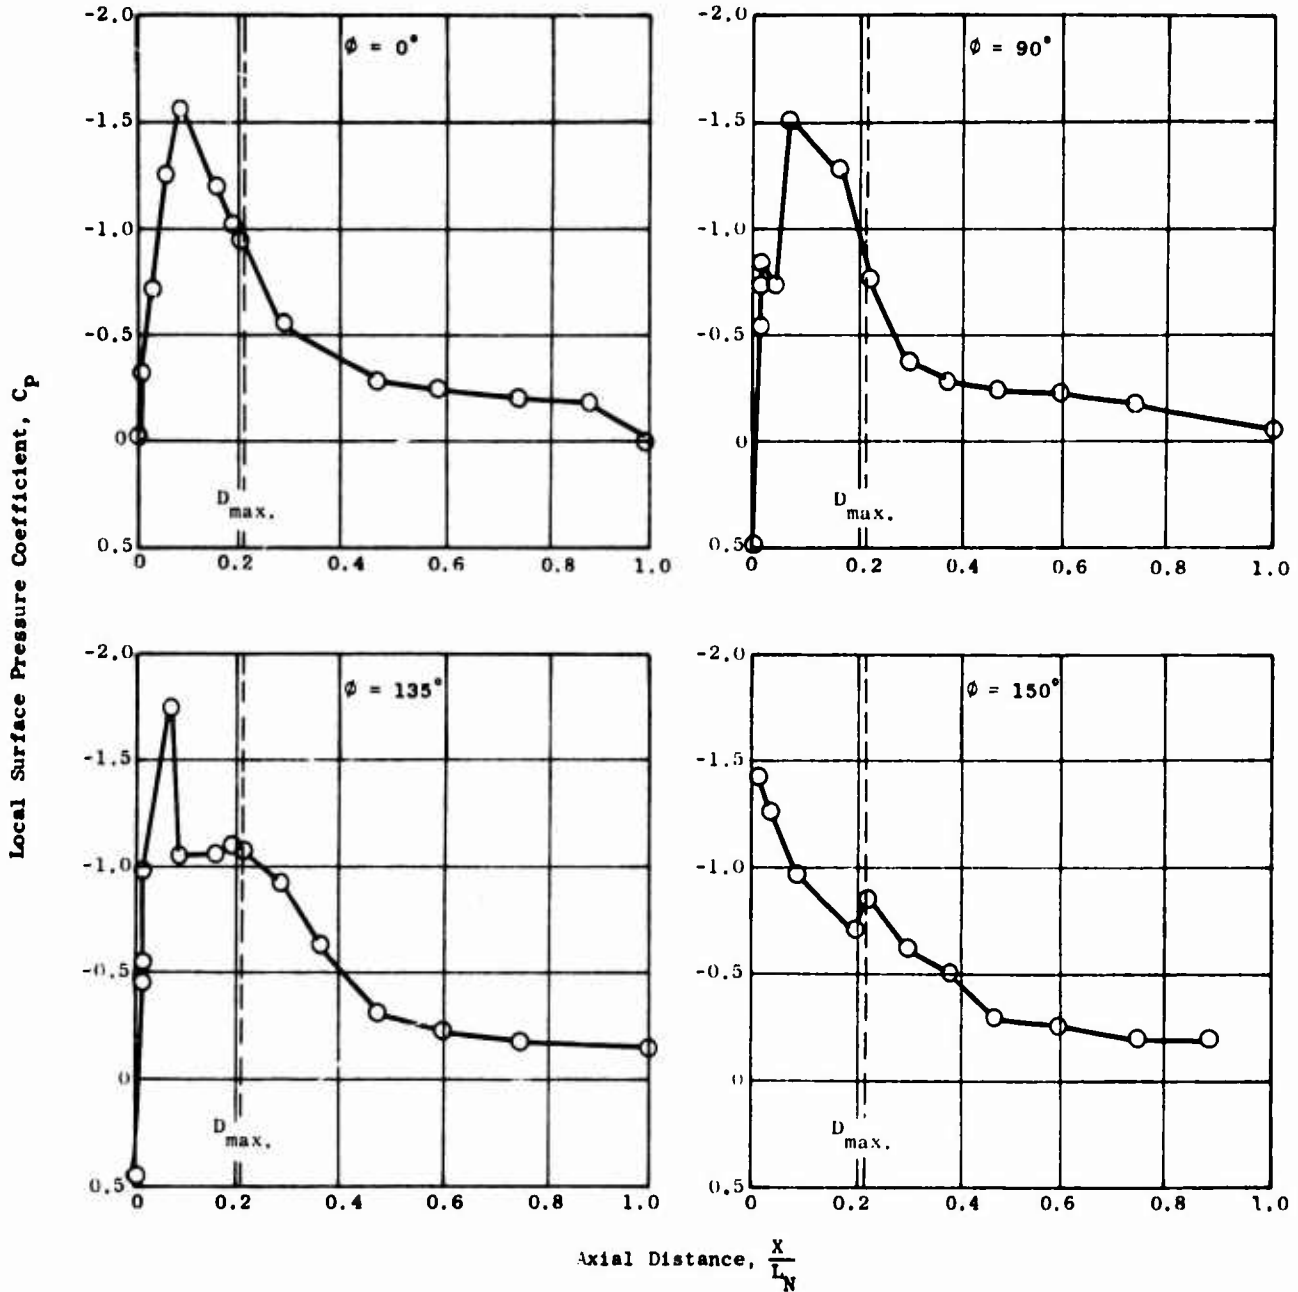 -2.0
ϕ = 0°
-1.5
-1.0
-0.5
0
D
max.
0.5
0 0.2 0.4 0.6 0.8 1.0
-2.0
ϕ = 90°
-1.5
-1.0
-0.5
0
D
max.
0.5
0 0.2 0.4 0.6 0.8 1.0
Local Surface Pressure Coefficient, Cp
-2.0
ϕ = 135°
-1.5
-1.0
-0.5
0
D
max.
0.5
0 0.2 0.4 0.6 0.8 1.0
-2.0
ϕ = 150°
-1.5
-1.0
-0.5
0
D
max.
0.5
0 0.2 0.4 0.6 0.8 1.0
Axial Distance, X
L_N